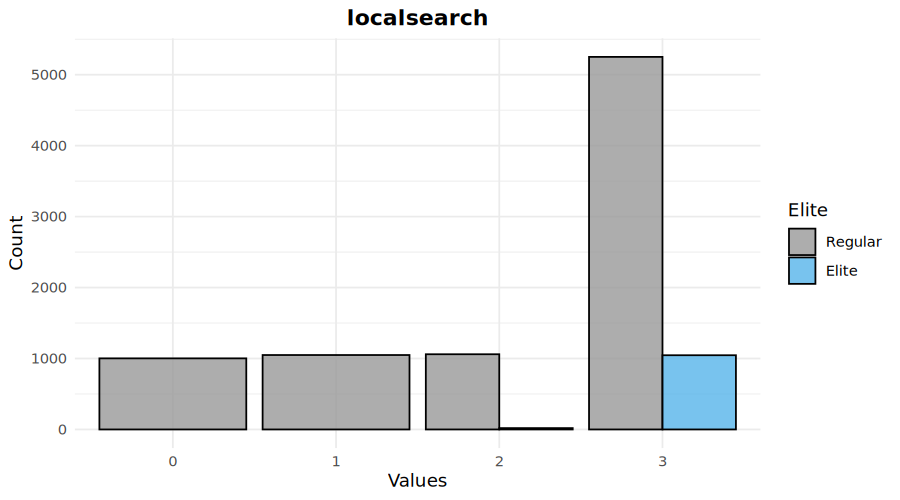 localsearch
Count
5000
4000
3000
2000
1000
0
0 1 2 3
Values
Elite
Regular
Elite